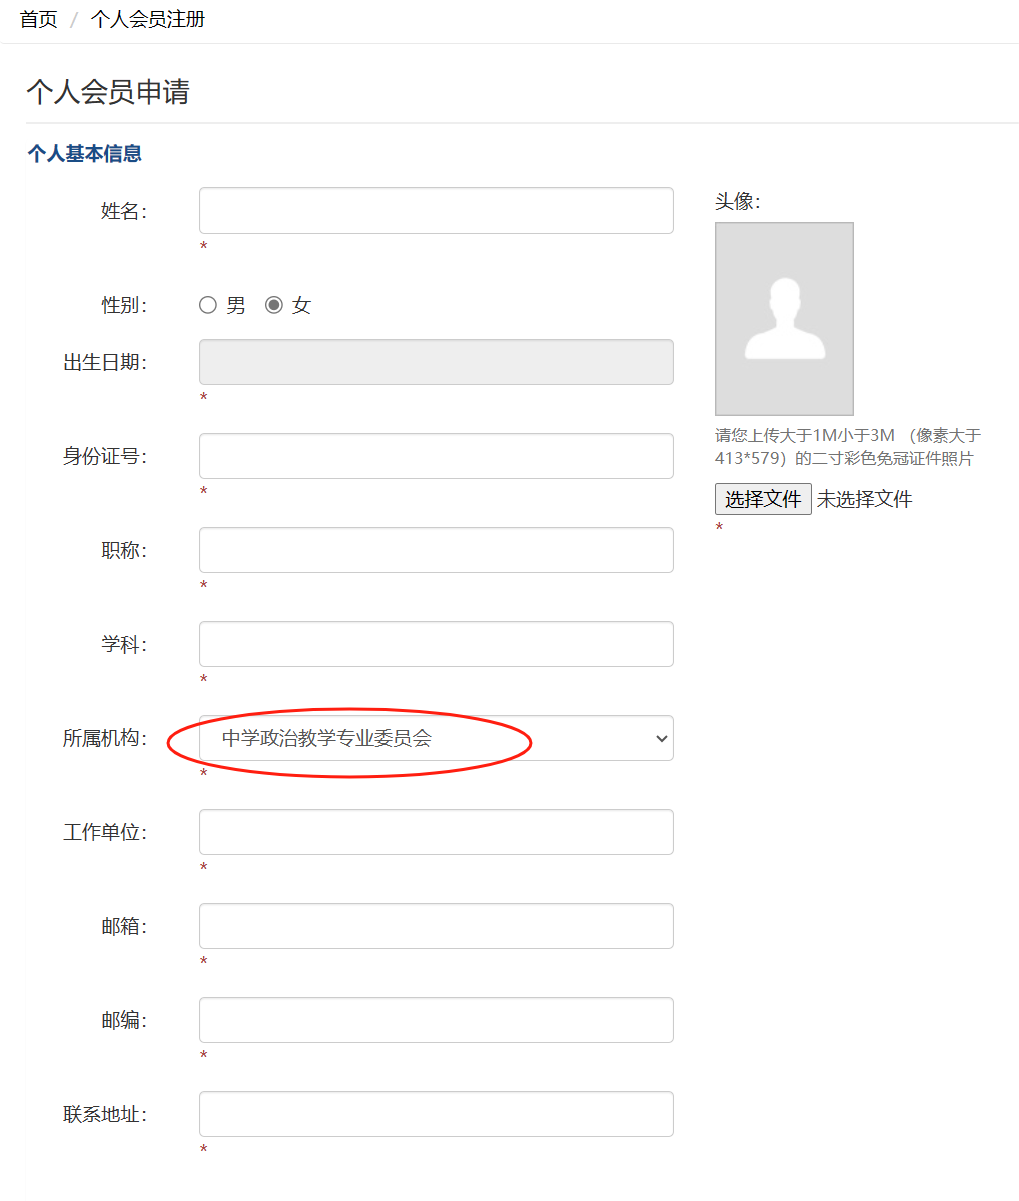 首页 / 个人会员注册
个人会员申请
个人基本信息
姓名：
*
性别： 男 女
出生日期：
*
身份证号：
*
职称：
*
学科：
*
所属机构： 中学政治教学专业委员会
*
工作单位：
*
邮箱：
*
邮编：
*
联系地址：
*
头像：
请您上传大于1M小于3M （像素大于
413*579）的二寸彩色免冠证件照片
选择文件 未选择文件
*